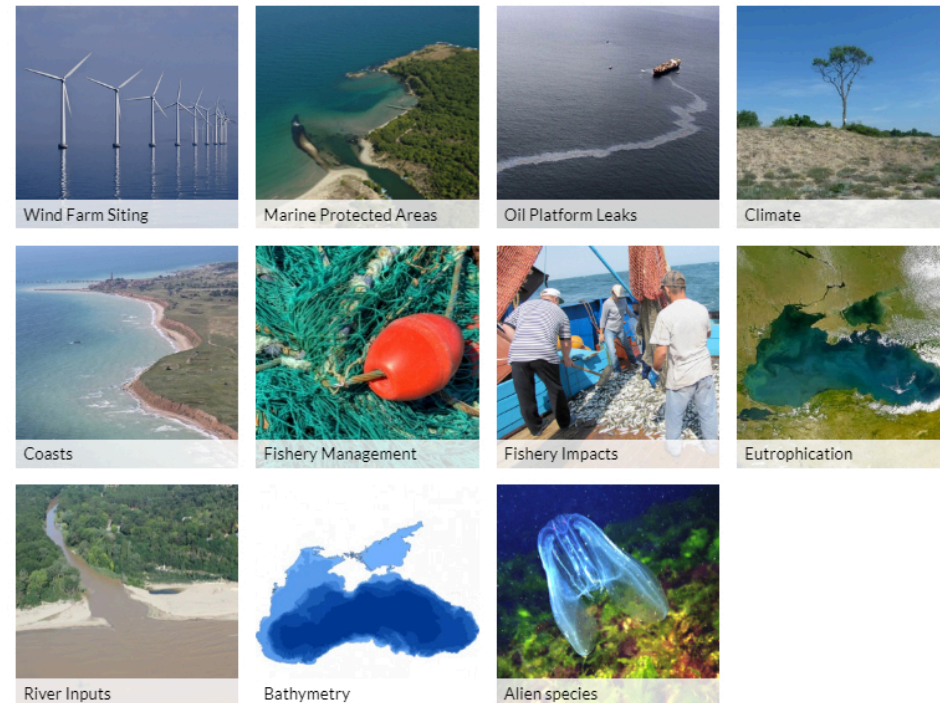 Wind Farm Siting
Marine Protected Areas
Oil Platform Leaks
Climate
Coasts
Fishery Management
Fishery Impacts
Eutrophication
River Inputs
Bathymetry
Alien species